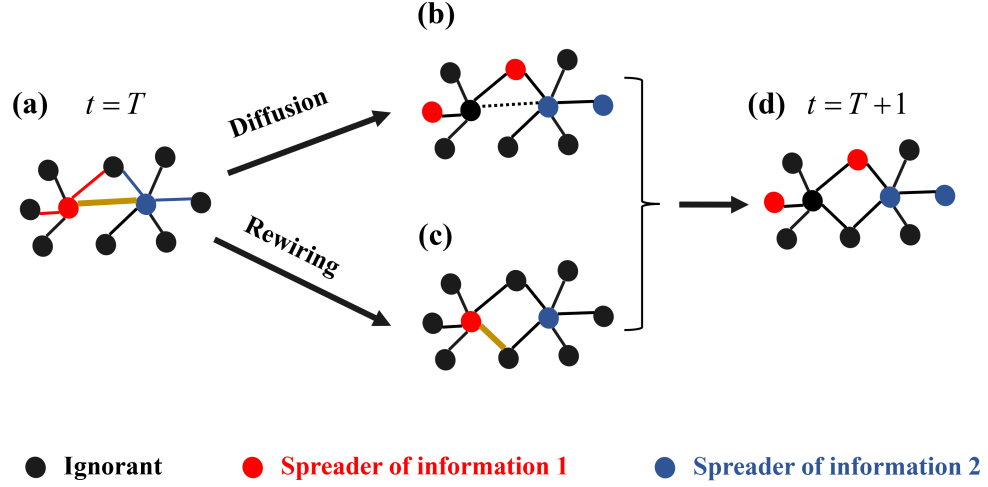 (a) t = T
Diffusion
Rewiring
(b)
(c)
(d) t = T + 1
Ignorant
Spreader of information 1
Spreader of information 2